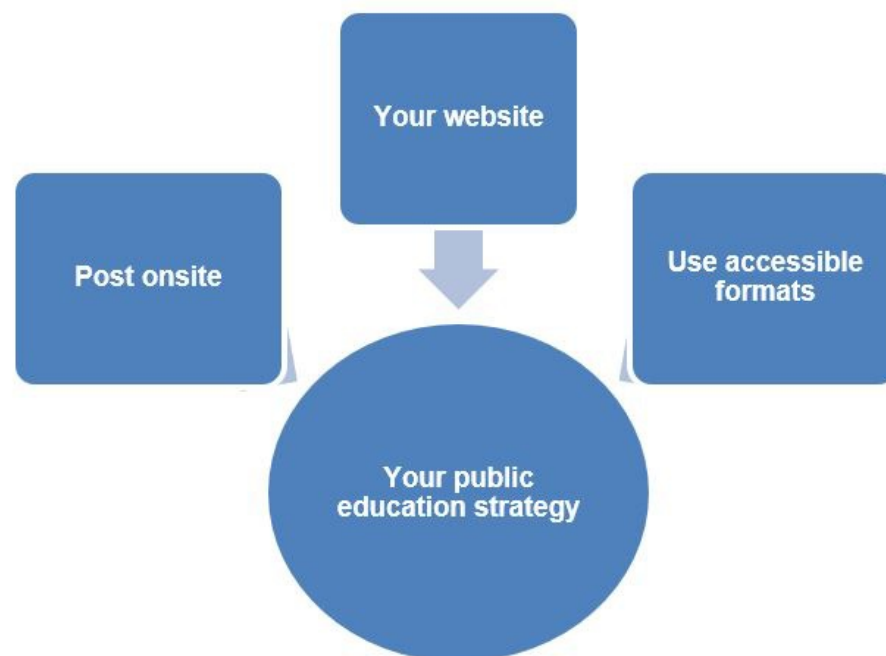 Your website
Post onsite
Use accessible
formats
Your public
education strategy